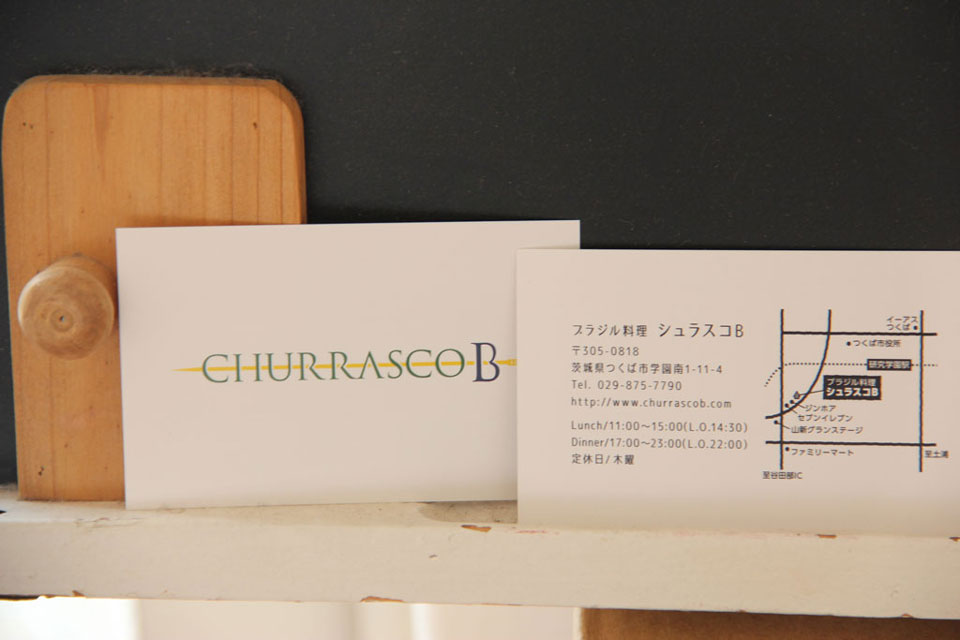 CHURRASCO B
ブラジル料理 シュラスコB
〒305-0818
茨城県つくば市学園南1-11-4
Tel. 029-875-7790
http://www.churrascob.com
Lunch/11:00～15:00(L.O.14:30)
Dinner/17:00～23:00(L.O.22:00)
定休日/木曜
イーアス
つくば
つくば市役所
研究学園駅
ブラジル料理
シュラスコB
ジンホア
セブンイレブン
山新グランステージ
ファミリーマート
至土浦
至谷田部IC